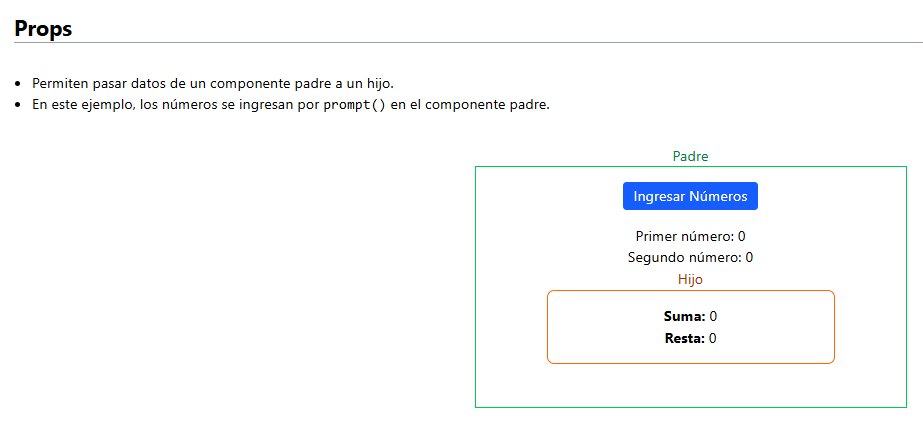 Props
Permiten pasar datos de un componente padre a un hijo.
En este ejemplo, los números se ingresan por prompt() en el componente padre.
Padre
Ingresar Números
Primer número: 0
Segundo número: 0
Hijo
Suma: 0
Resta: 0